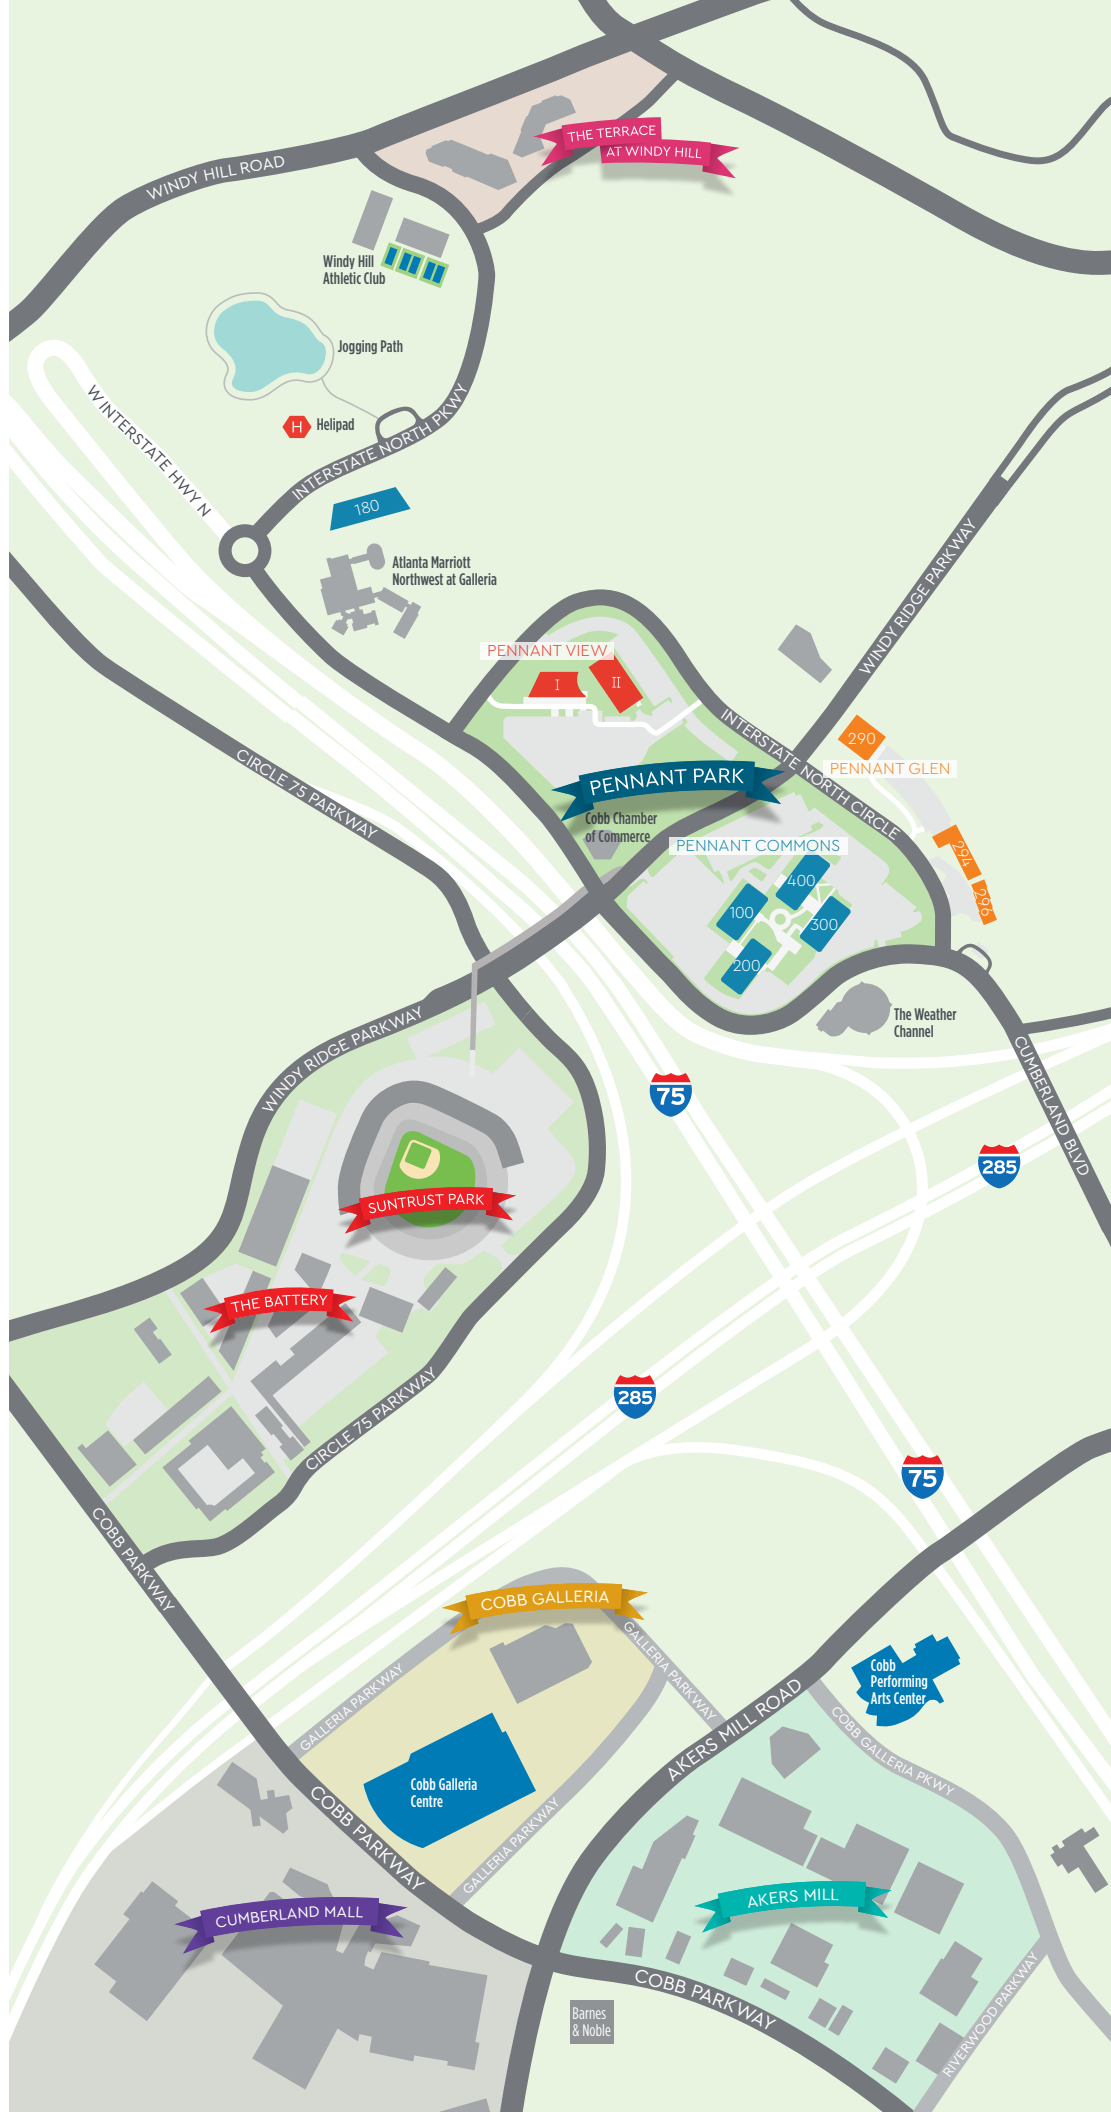 THE TERRACE
AT WINDY HILL
WINDY HILL ROAD
Windy Hill
Athletic Club
Jogging Path
W INTERSTATE HWY N
H
Helipad
INTERSTATE NORTH PKWY
180
Atlanta Marriott
Northwest at Galleria
WINDY RIDGE PARKWAY
PENNANT VIEW
I
II
INTERSTATE NORTH CIRCLE
290
PENNANT GLEN
CIRCLE 75 PARKWAY
PENNANT PARK
Cobb Chamber
of Commerce
PENNANT COMMONS
294
296
400
100
300
200
The Weather
Channel
WINDY RIDGE PARKWAY
CUMBERLAND BLVD
75
285
SUNTRUST PARK
THE BATTERY
CIRCLE 75 PARKWAY
285
75
COBB PARKWAY
COBB GALLERIA
GALLERIA PARKWAY
GALLERIA PARKWAY
Cobb
Performing
Arts Center
AKERS MILL ROAD
COBB GALLERIA PKWY
Cobb Galleria
Centre
COBB PARKWAY
GALLERIA PARKWAY
CUMBERLAND MALL
AKERS MILL
COBB PARKWAY
RIVERWOOD PARKWAY
Barnes
& Noble